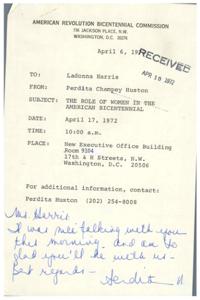 AMERICAN REVOLUTION BICENTENNIAL COMMISSION
736 JACKSON PLACE, N.W.
WASHINGTON, D.C. 20276
April 6, 1972
RECEIVED
APR 10 1972
TO: Ladonna Harris
FROM: Perdita Huston
SUBJECT: THE ROLE OF WOMEN IN THE
AMERICAN BICENTENNIAL
DATE: April 17, 1972
TIME: 10:00 a.m.
PLACE: New Executive Office Building
Room 9104
17th & H Streets, N.W.
Washington, D.C. 20506
For additional information, contact:
Perdita Huston (202) 254-8008
Ms. Harris
It was nice talking with you
this morning and am so
glad you'll be with us -
Best regards -
Perdita H